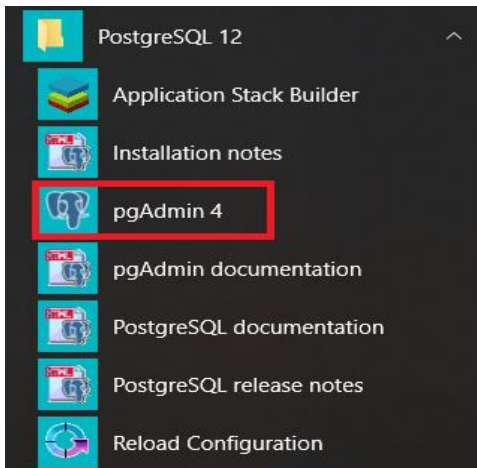 PostgreSQL 12
Application Stack Builder
Installation notes
pgAdmin 4
pgAdmin documentation
PostgreSQL documentation
PostgreSQL release notes
Reload Configuration